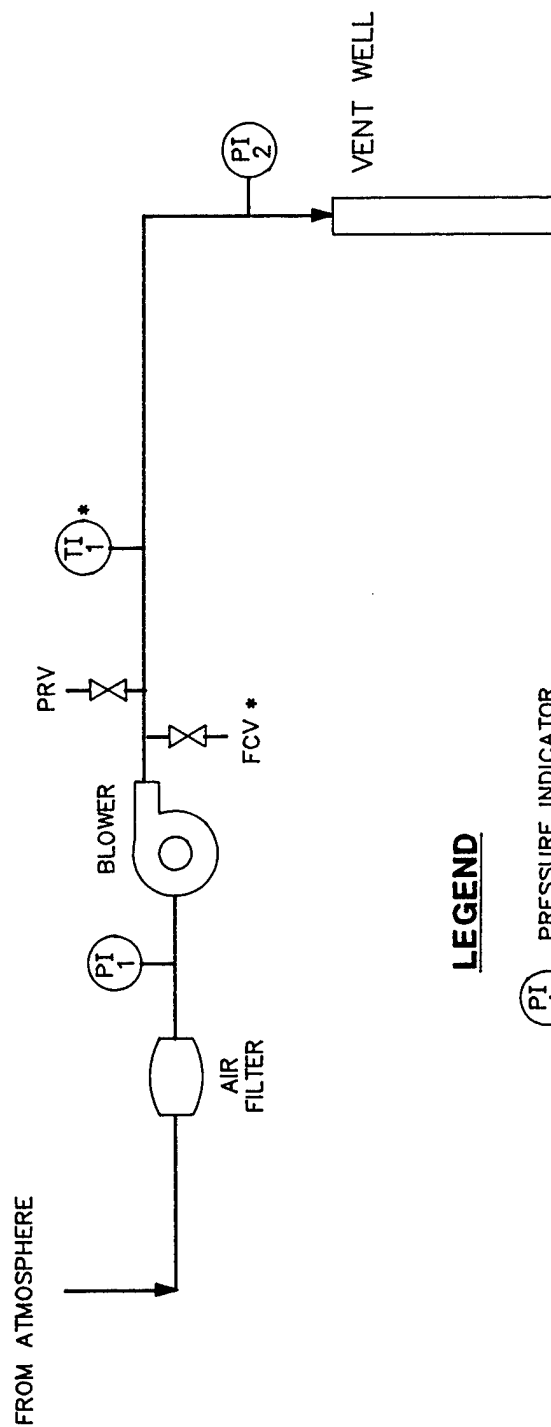 FROM ATMOSPHERE
AIR
FILTER
PI
1
BLOWER
FCV *
PRV
TI
1
*
PI
2
VENT WELL
LEGEND
PI
PRESSURE INDICATOR